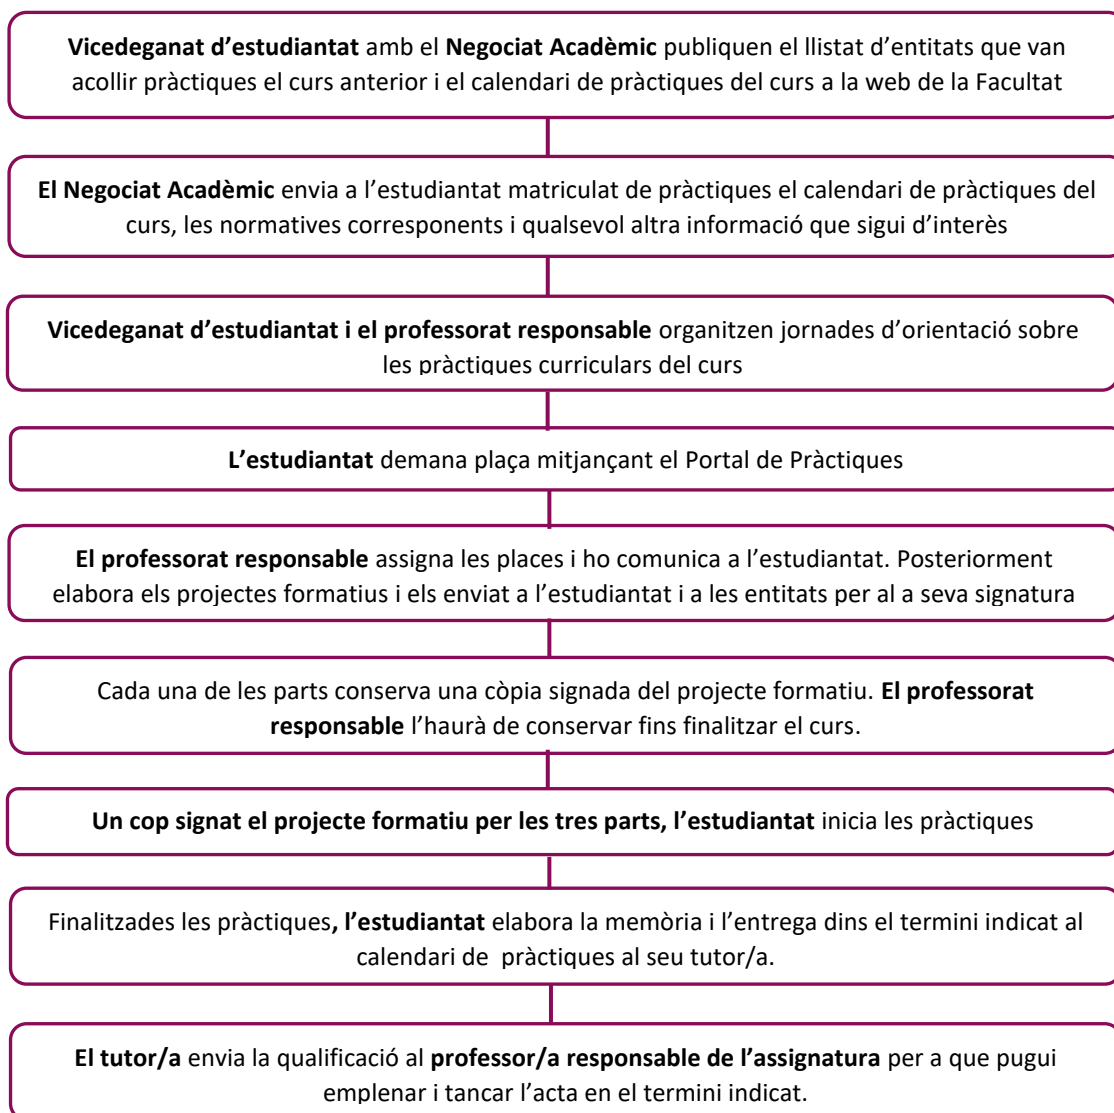 Vicedeganat d’estudiantat amb el Negociat Acadèmic publiquen el llistat d’entitats que van
acollir pràctiques el curs anterior i el calendari de pràctiques del curs a la web de la Facultat
El Negociat Acadèmic envia a l’estudiantat matriculat de pràctiques el calendari de pràctiques del
curs, les normatives corresponents i qualsevol altra informació que sigui d’interès
Vicedeganat d’estudiantat i el professorat responsable organitzen jornades d’orientació sobre
les pràctiques curriculars del curs
L’estudiantat demana plaça mitjançant el Portal de Pràctiques
El professorat responsable assigna les places i ho comunica a l’estudiantat. Posteriorment
elabora els projectes formatius i els enviat a l’estudiantat i a les entitats per al a seva signatura
Cada una de les parts conserva una còpia signada del projecte formatiu. El professorat
responsable l’haurà de conservar fins finalitzar el curs.
Un cop signat el projecte formatiu per les tres parts, l’estudiantat inicia les pràctiques
Finalitzades les pràctiques, l’estudiantat elabora la memòria i l’entrega dins el termini indicat al
calendari de pràctiques al seu tutor/a.
El tutor/a envia la qualificació al professor/a responsable de l’assignatura per a que pugui
emplenar i tancar l’acta en el termini indicat.